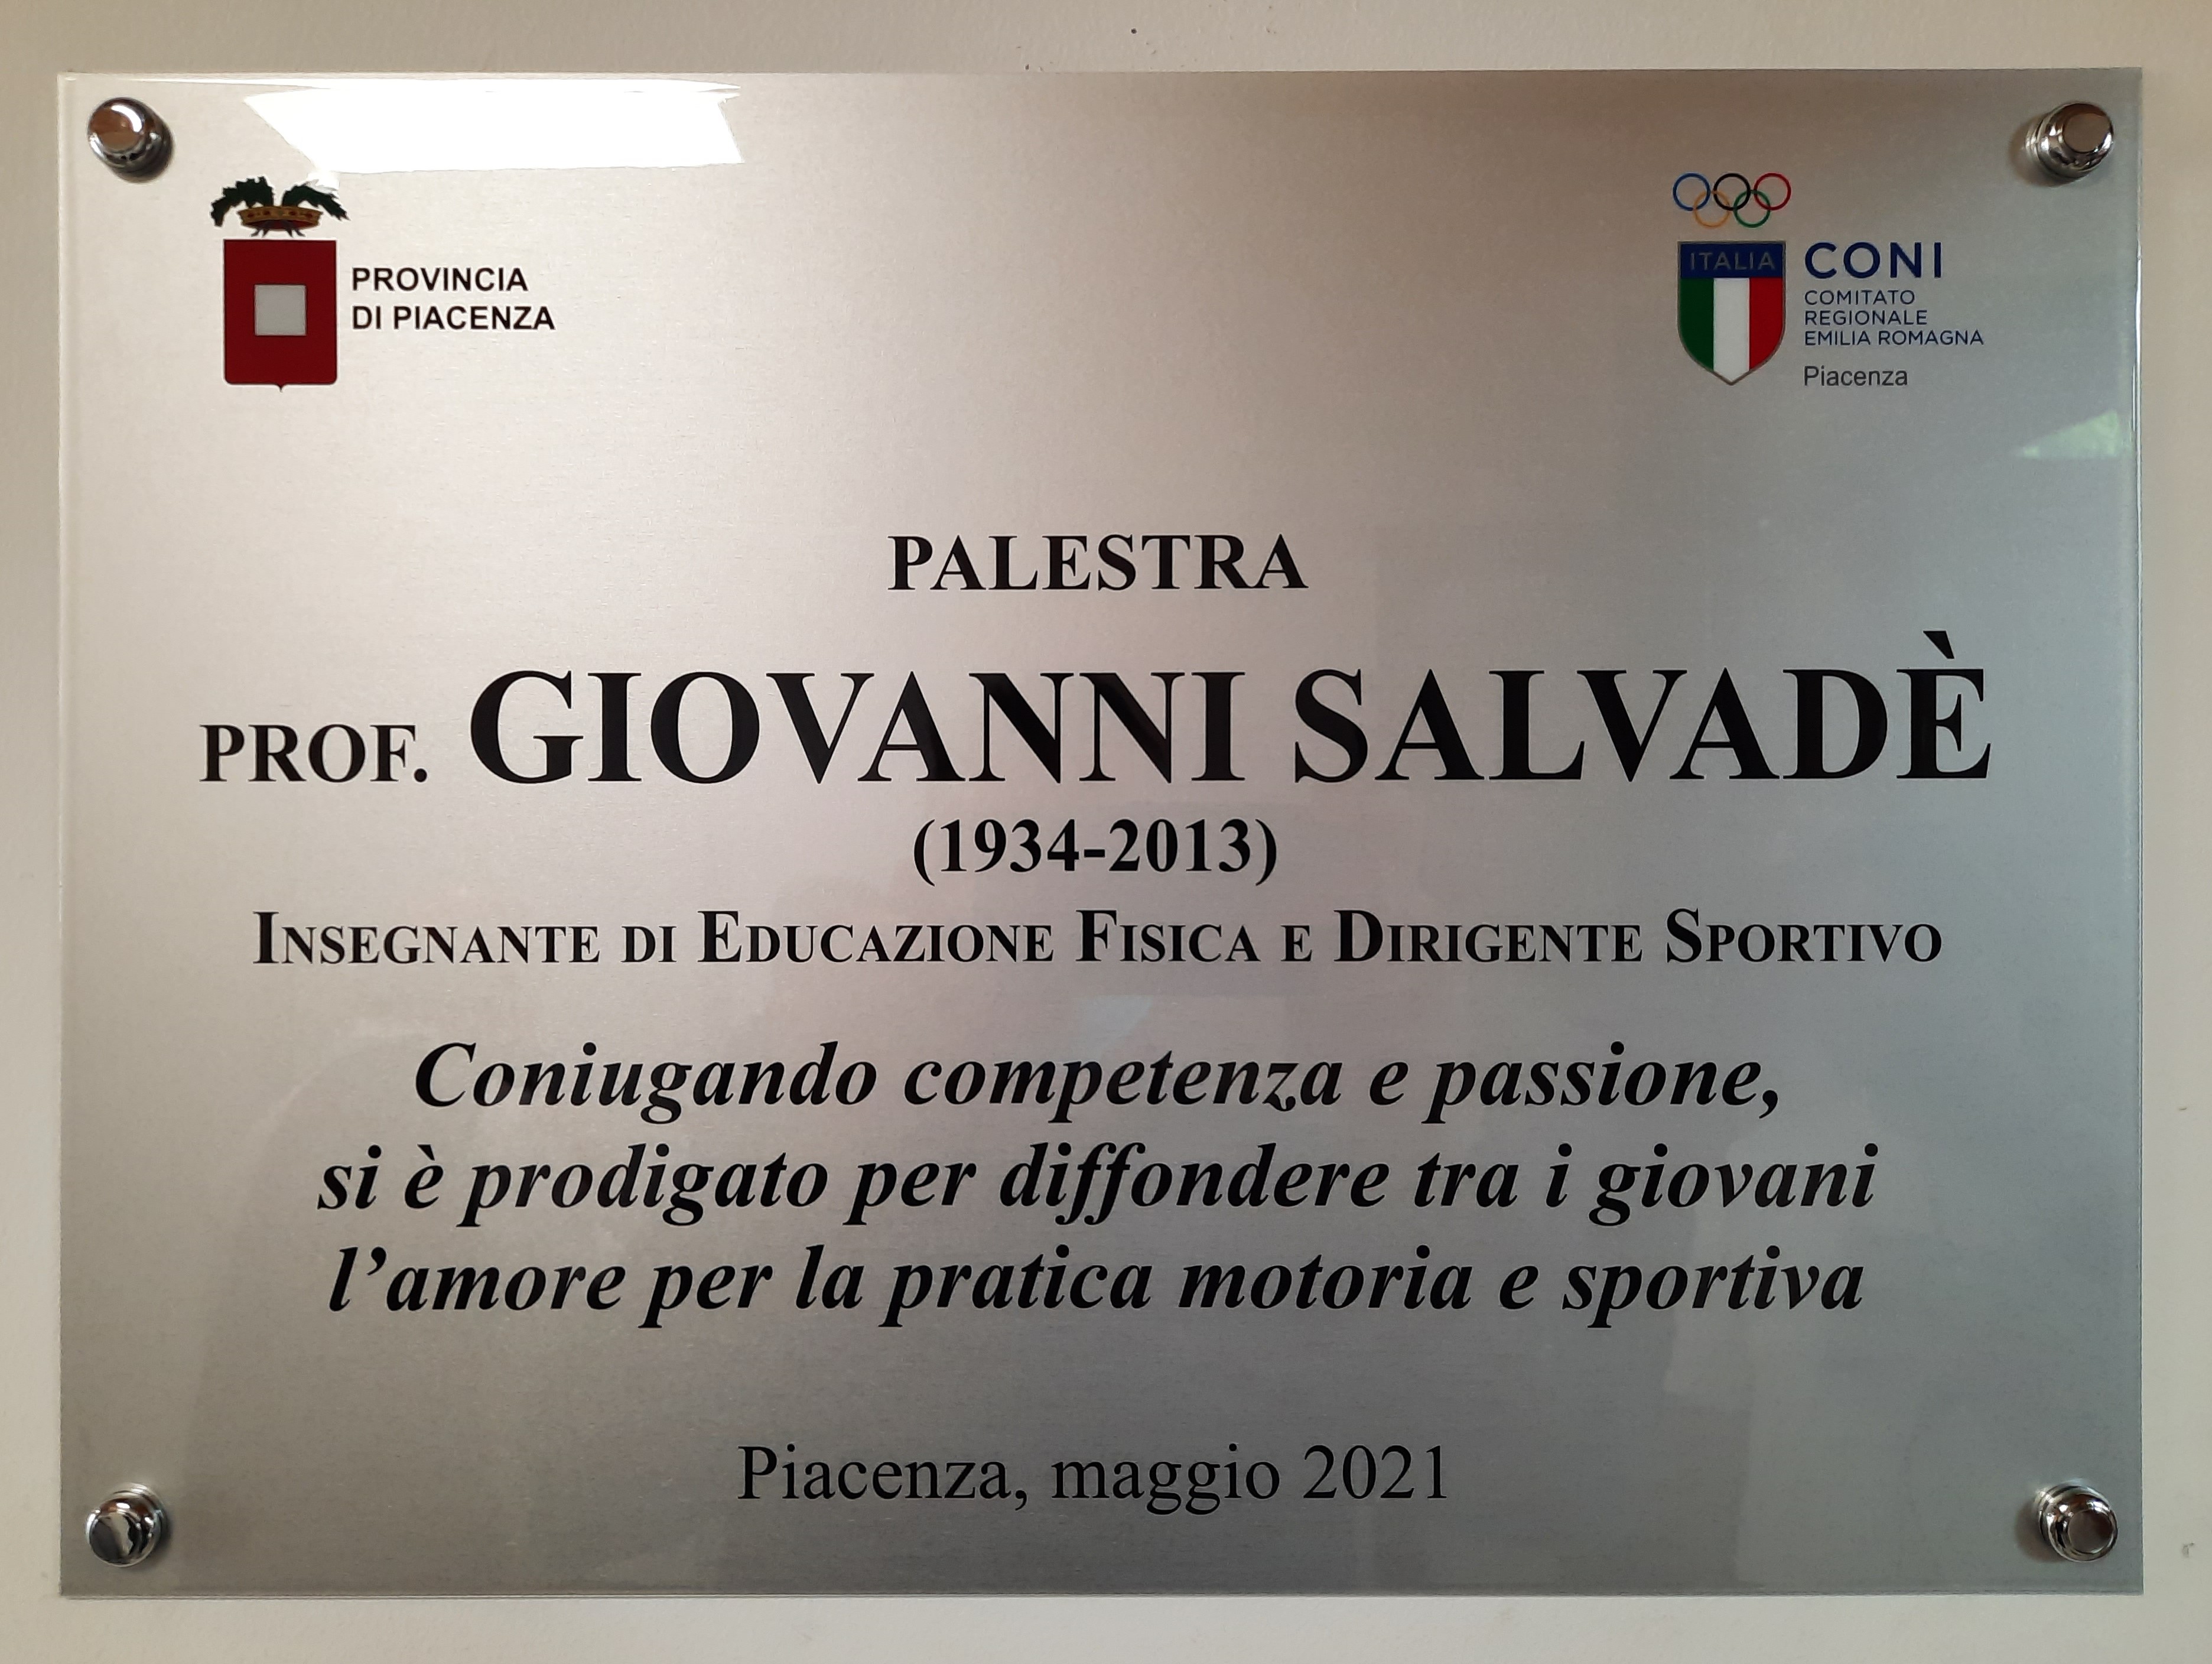 PROVINCIA
DI PIACENZA
ITALIA
CONI
COMITATO
REGIONALE
EMILIA ROMAGNA
Piacenza
PALESTRA
PROF. GIOVANNI SALVADÈ
(1934-2013)
INSEGNANTE DI EDUCAZIONE FISICA E DIRIGENTE SPORTIVO
Coniugando competenza e passione,
si è prodigato per diffondere tra i giovani
l’amore per la pratica motoria e sportiva
Piacenza, maggio 2021